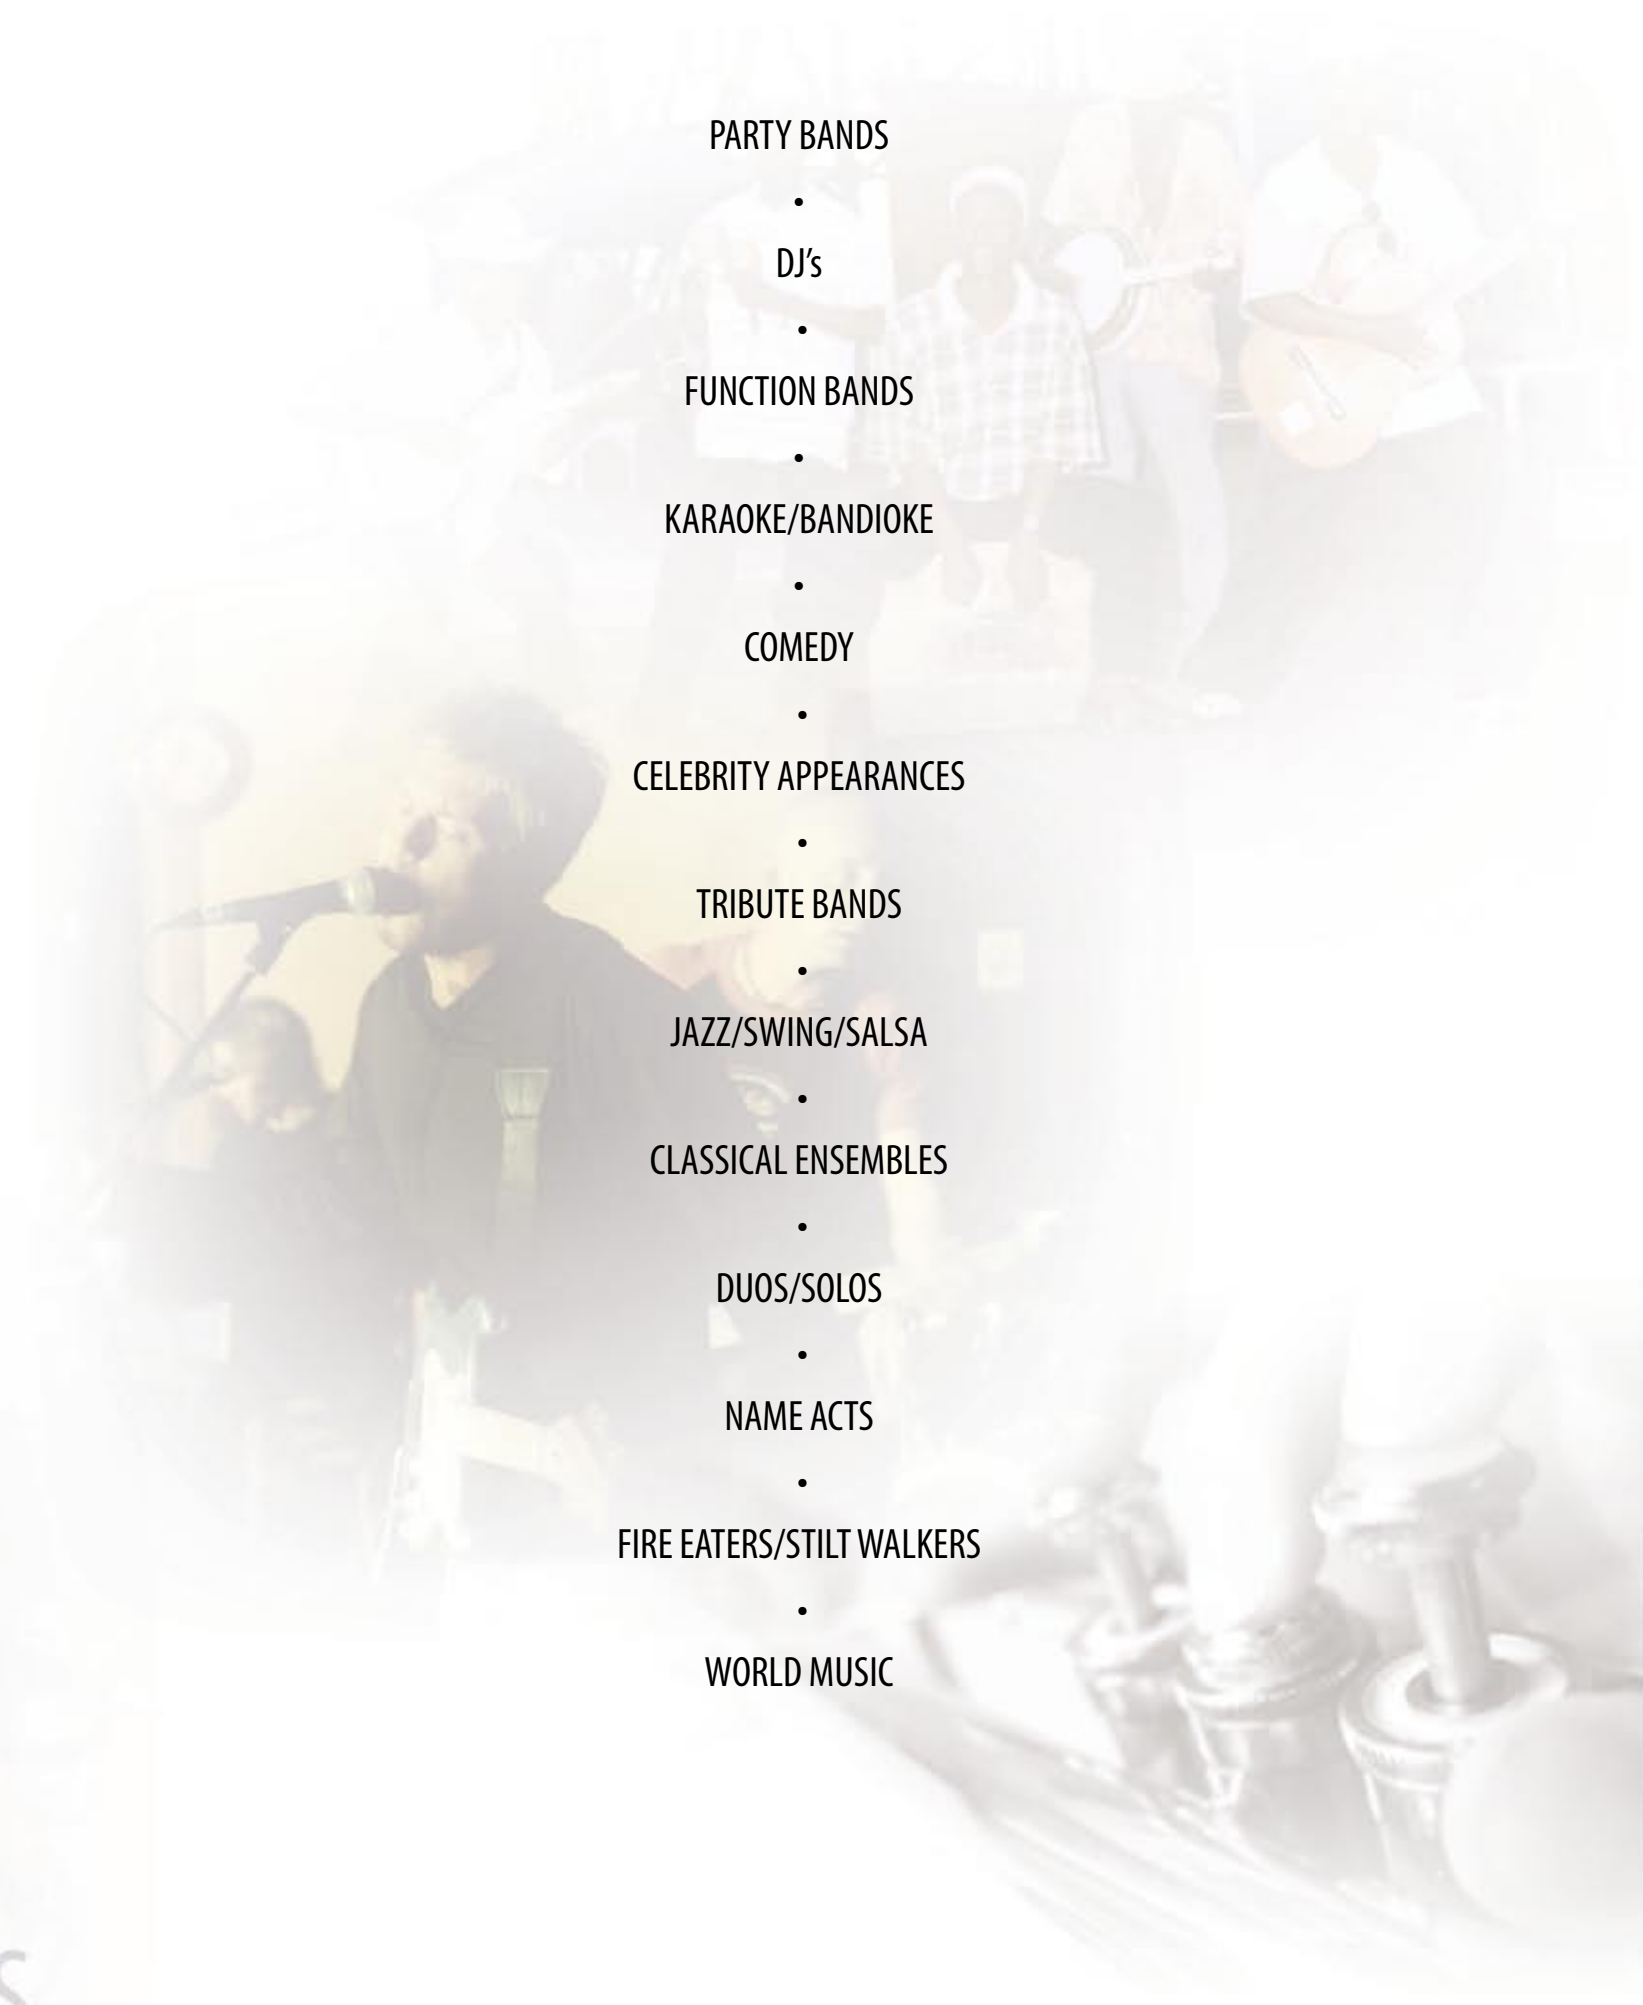 PARTY BANDS
•
DJ's
•
FUNCTION BANDS
•
KARAOKE/BANDIOKE
•
COMEDY
•
CELEBRITY APPEARANCES
•
TRIBUTE BANDS
•
JAZZ/SWING/SALSA
•
CLASSICAL ENSEMBLES
•
DUOS/SOLOS
•
NAME ACTS
•
FIRE EATERS/STILT WALKERS
•
WORLD MUSIC